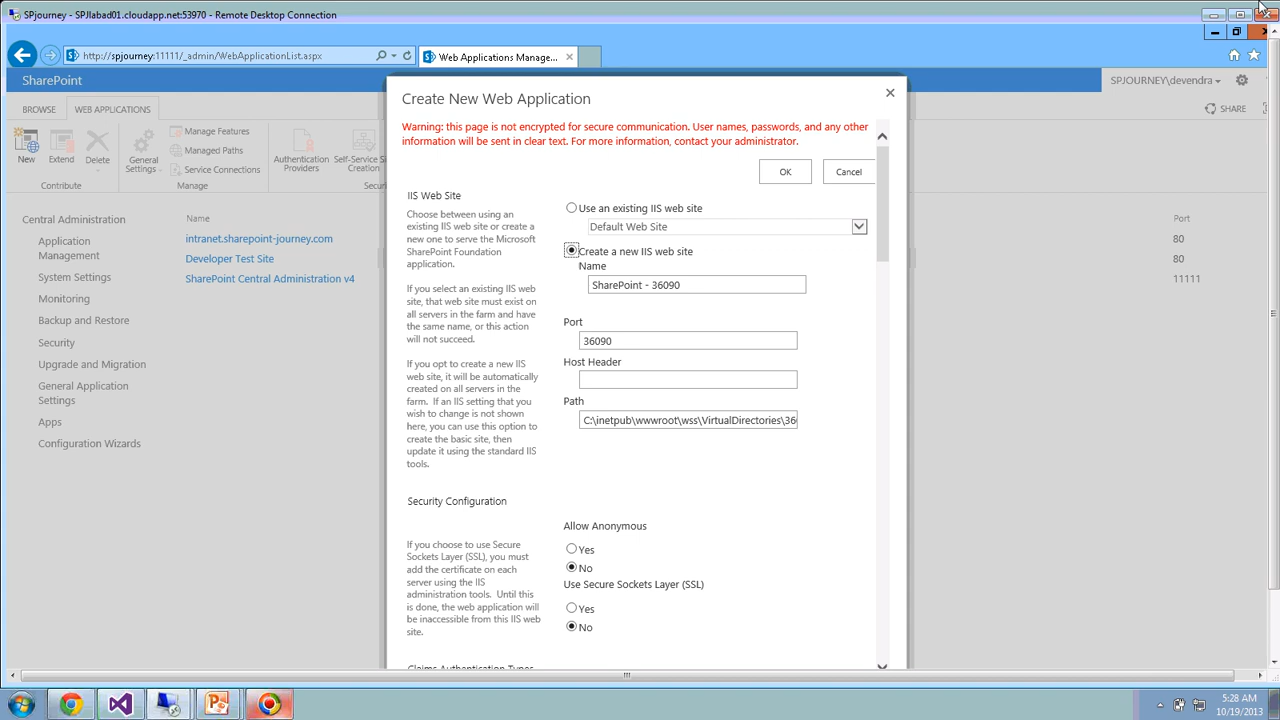 SPjourney - SPJlabad01.cloudapp.net:53970 - Remote Desktop Connection
http://spjourney:11111/_admin/WebApplicationList.aspx
Web Applications Manage...
SharePoint
SPJOURNEY\devendra
BROWSE
WEB APPLICATIONS
SHARE
New
Extend
Delete
General
Settings
Manage Features
Managed Paths
Service Connections
Authentication
Providers
Self-Service S
Creation
Contribute
Manage
Secu
Central Administration
Application
Management
System Settings
Monitoring
Backup and Restore
Security
Upgrade and Migration
General Application
Settings
Apps
Configuration Wizards
Name
intranet.sharepoint-journey.com
Developer Test Site
SharePoint Central Administration v4
Port
80
80
11111
Create New Web Application
Warning: this page is not encrypted for secure communication. User names, passwords, and any other
information will be sent in clear text. For more information, contact your administrator.
OK
Cancel
IIS Web Site
Choose between using an
existing IIS web site or create a
new one to serve the Microsoft
SharePoint Foundation
application.
If you select an existing IIS web
site, that web site must exist on
all servers in the farm and have
the same name, or this action
will not succeed.
If you opt to create a new IIS
web site, it will be automatically
created on all servers in the
farm. If an IIS setting that you
wish to change is not shown
here, you can use this option to
create the basic site, then
update it using the standard IIS
tools.
Use an existing IIS web site
Default Web Site
Create a new IIS web site
Name
SharePoint - 36090
Port
36090
Host Header
Path
C:\inetpub\wwwroot\wss\VirtualDirectories\36
Security Configuration
If you choose to use Secure
Sockets Layer (SSL), you must
add the certificate on each
server using the IIS
administration tools. Until this
is done, the web application will
be inaccessible from this IIS web
site.
Allow Anonymous
Yes
No
Use Secure Sockets Layer (SSL)
Yes
No
Claims Authentication Types
5:28 AM
10/19/2013